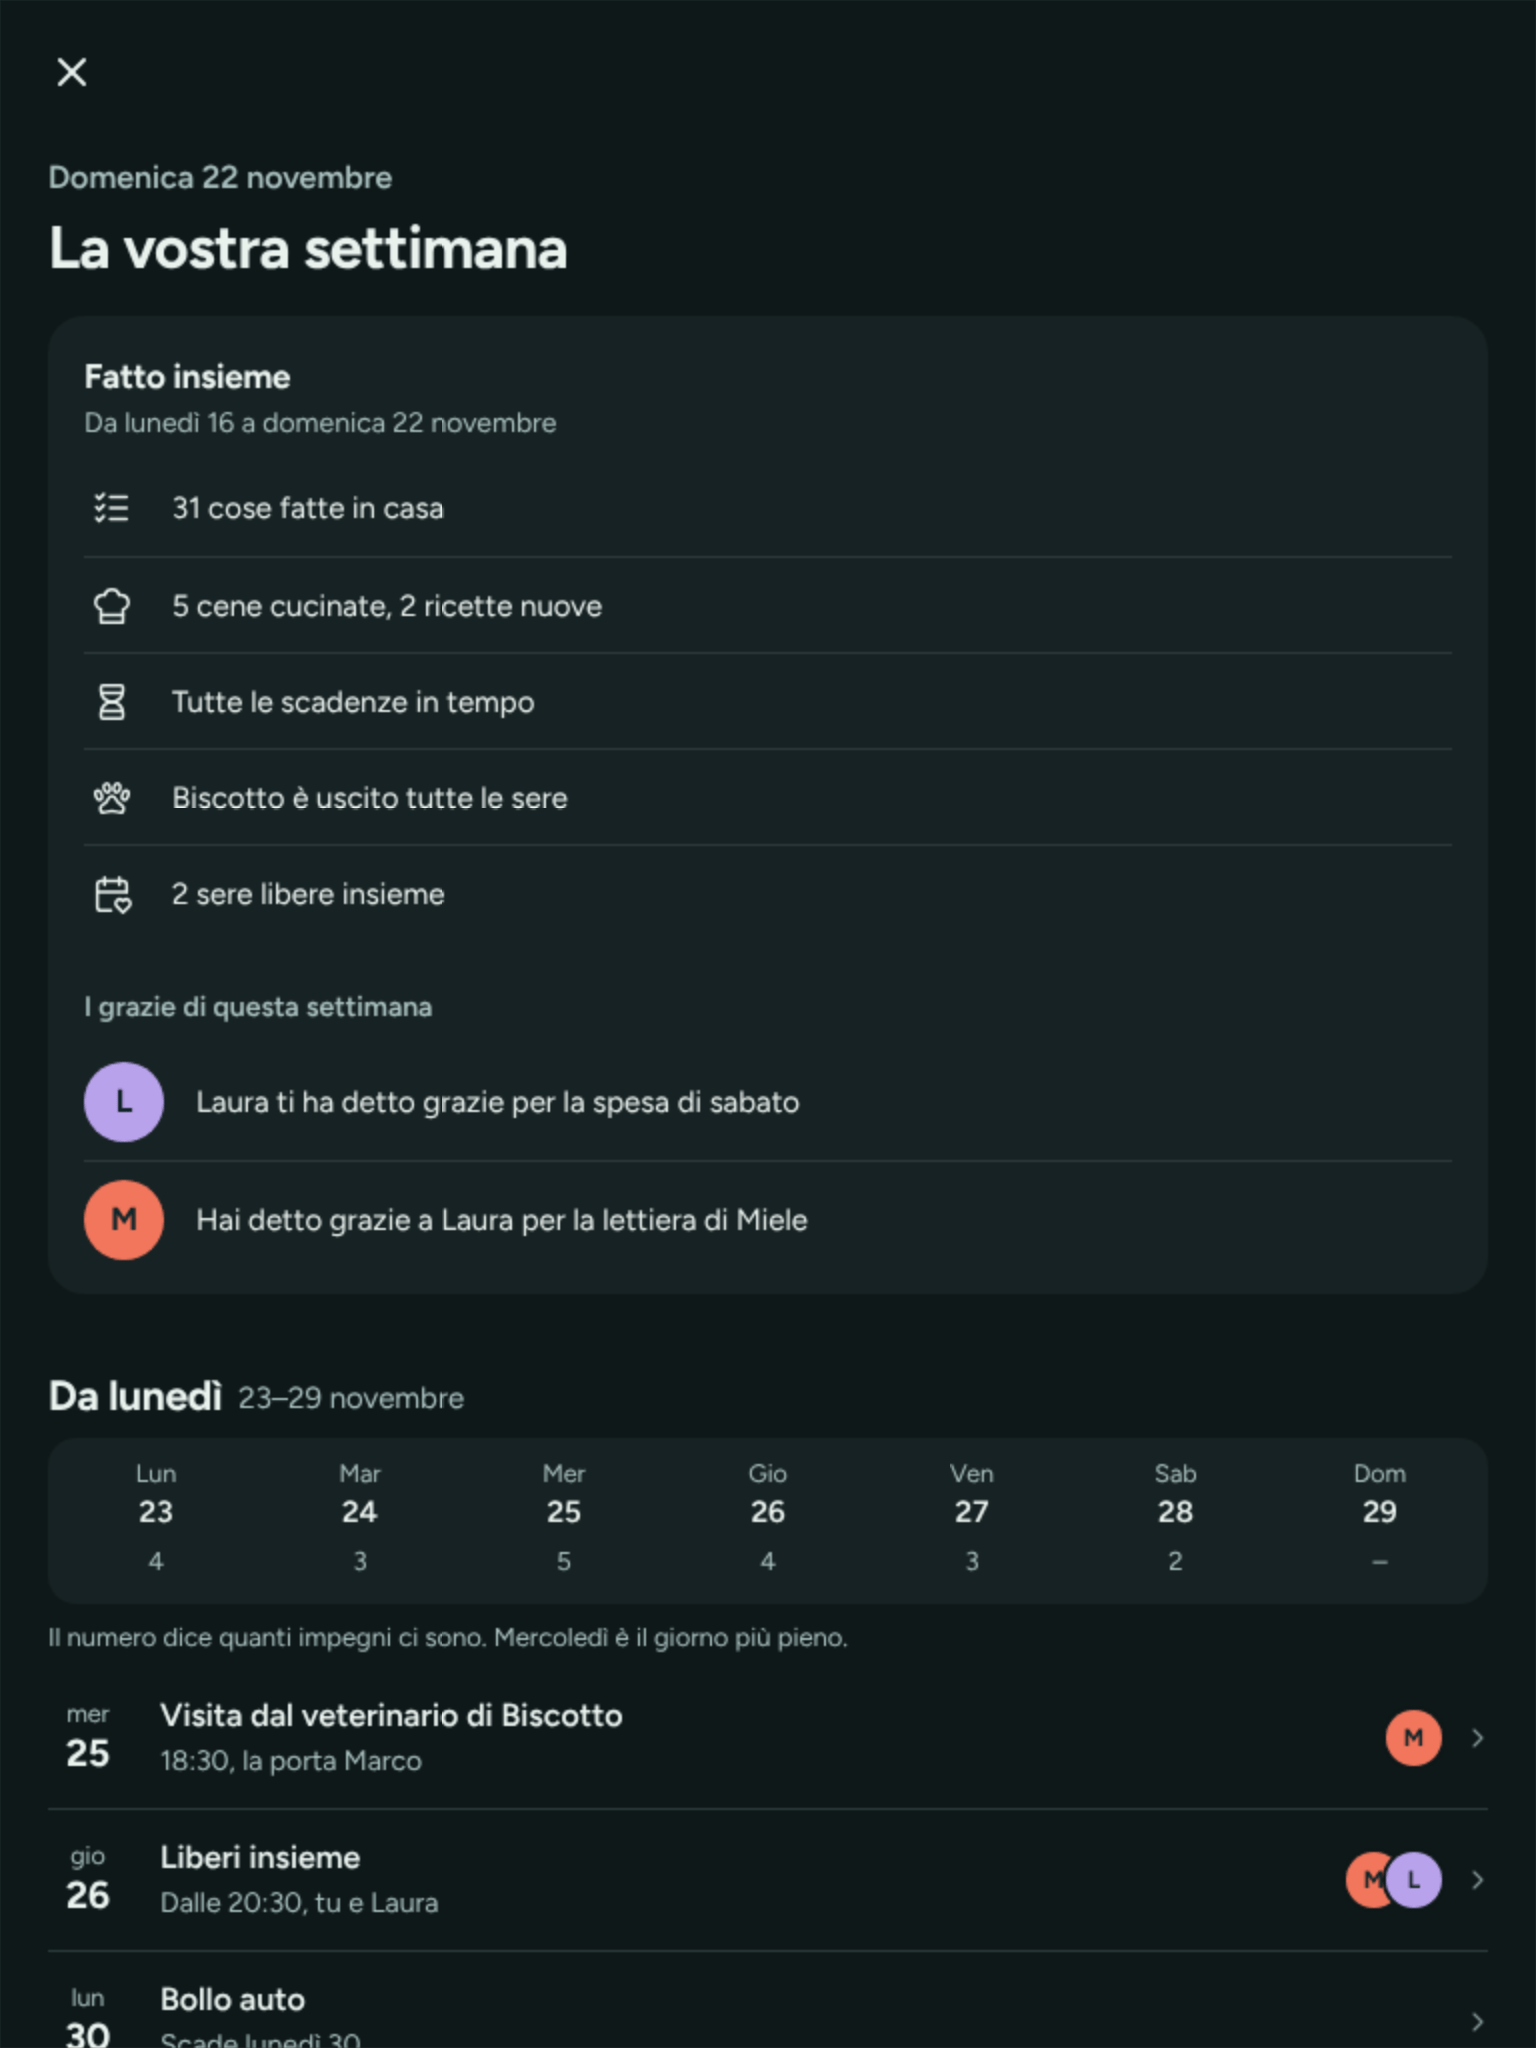 Domenica 22 novembre
La vostra settimana
Fatto insieme
Da lunedì 16 a domenica 22 novembre
31 cose fatte in casa
5 cene cucinate, 2 ricette nuove
Tutte le scadenze in tempo
Biscotto è uscito tutte le sere
2 sere libere insieme
I grazie di questa settimana
L Laura ti ha detto grazie per la spesa di sabato
M Hai detto grazie a Laura per la lettiera di Miele
Da lunedì 23–29 novembre
Lun Mar Mer Gio Ven Sab Dom
23 24 25 26 27 28 29
4 3 5 4 3 2 –
Il numero dice quanti impegni ci sono. Mercoledì è il giorno più pieno.
mer 25
Visita dal veterinario di Biscotto
18:30, la porta Marco
M
gio 26
Liberi insieme
Dalle 20:30, tu e Laura
M L
lun 30
Bollo auto
Scade lunedì 30